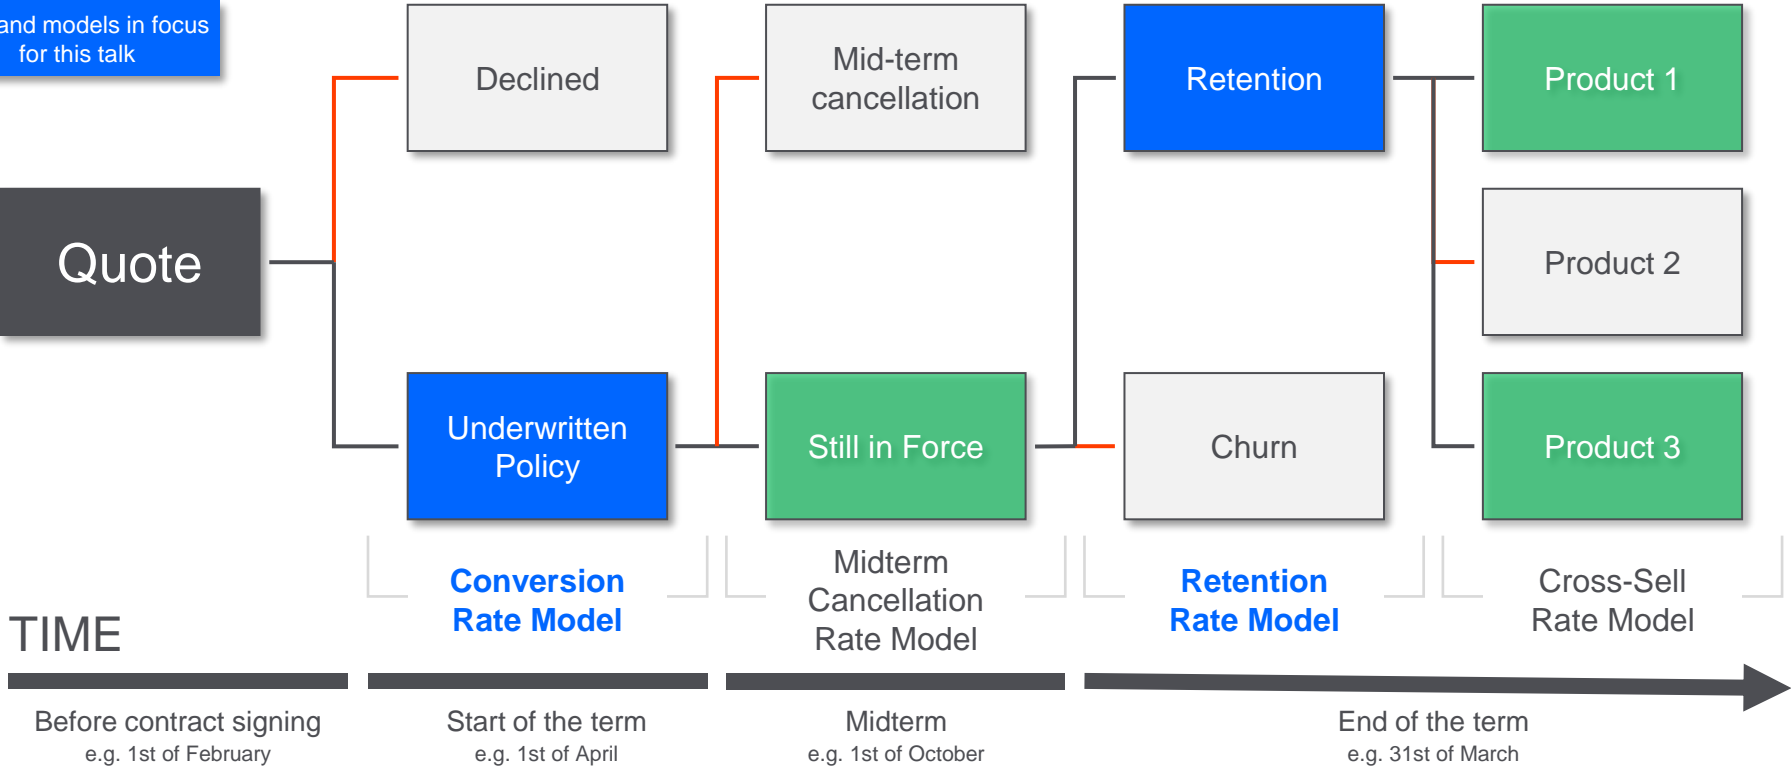 and models in focus
for this talk
Declined
Mid-term
cancellation
Retention
Product 1
Quote
Product 2
Underwritten
Policy
Still in Force
Churn
Product 3
Conversion
Rate Model
Midterm
Cancellation
Rate Model
Retention
Rate Model
Cross-Sell
Rate Model
TIME
Before contract signing
e.g. 1st of February
Start of the term
e.g. 1st of April
Midterm
e.g. 1st of October
End of the term
e.g. 31st of March